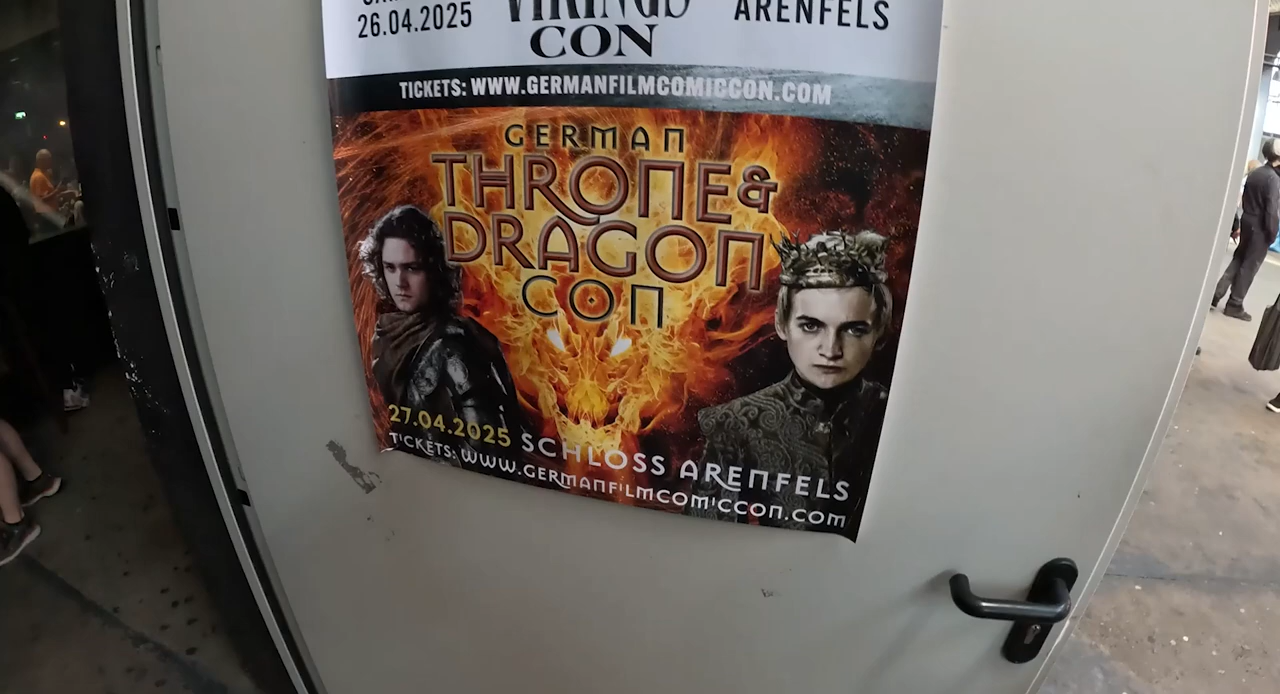 26.04.2025
VIKINGS
CON
ARENFELS
TICKETS: WWW.GERMANFILMCOMICCON.COM
GERMAN
THRONE &
DRAGON
CON
27.04.2025 SCHLOSS ARENFELS
TICKETS: WWW.GERMANFILMCOMICCON.COM